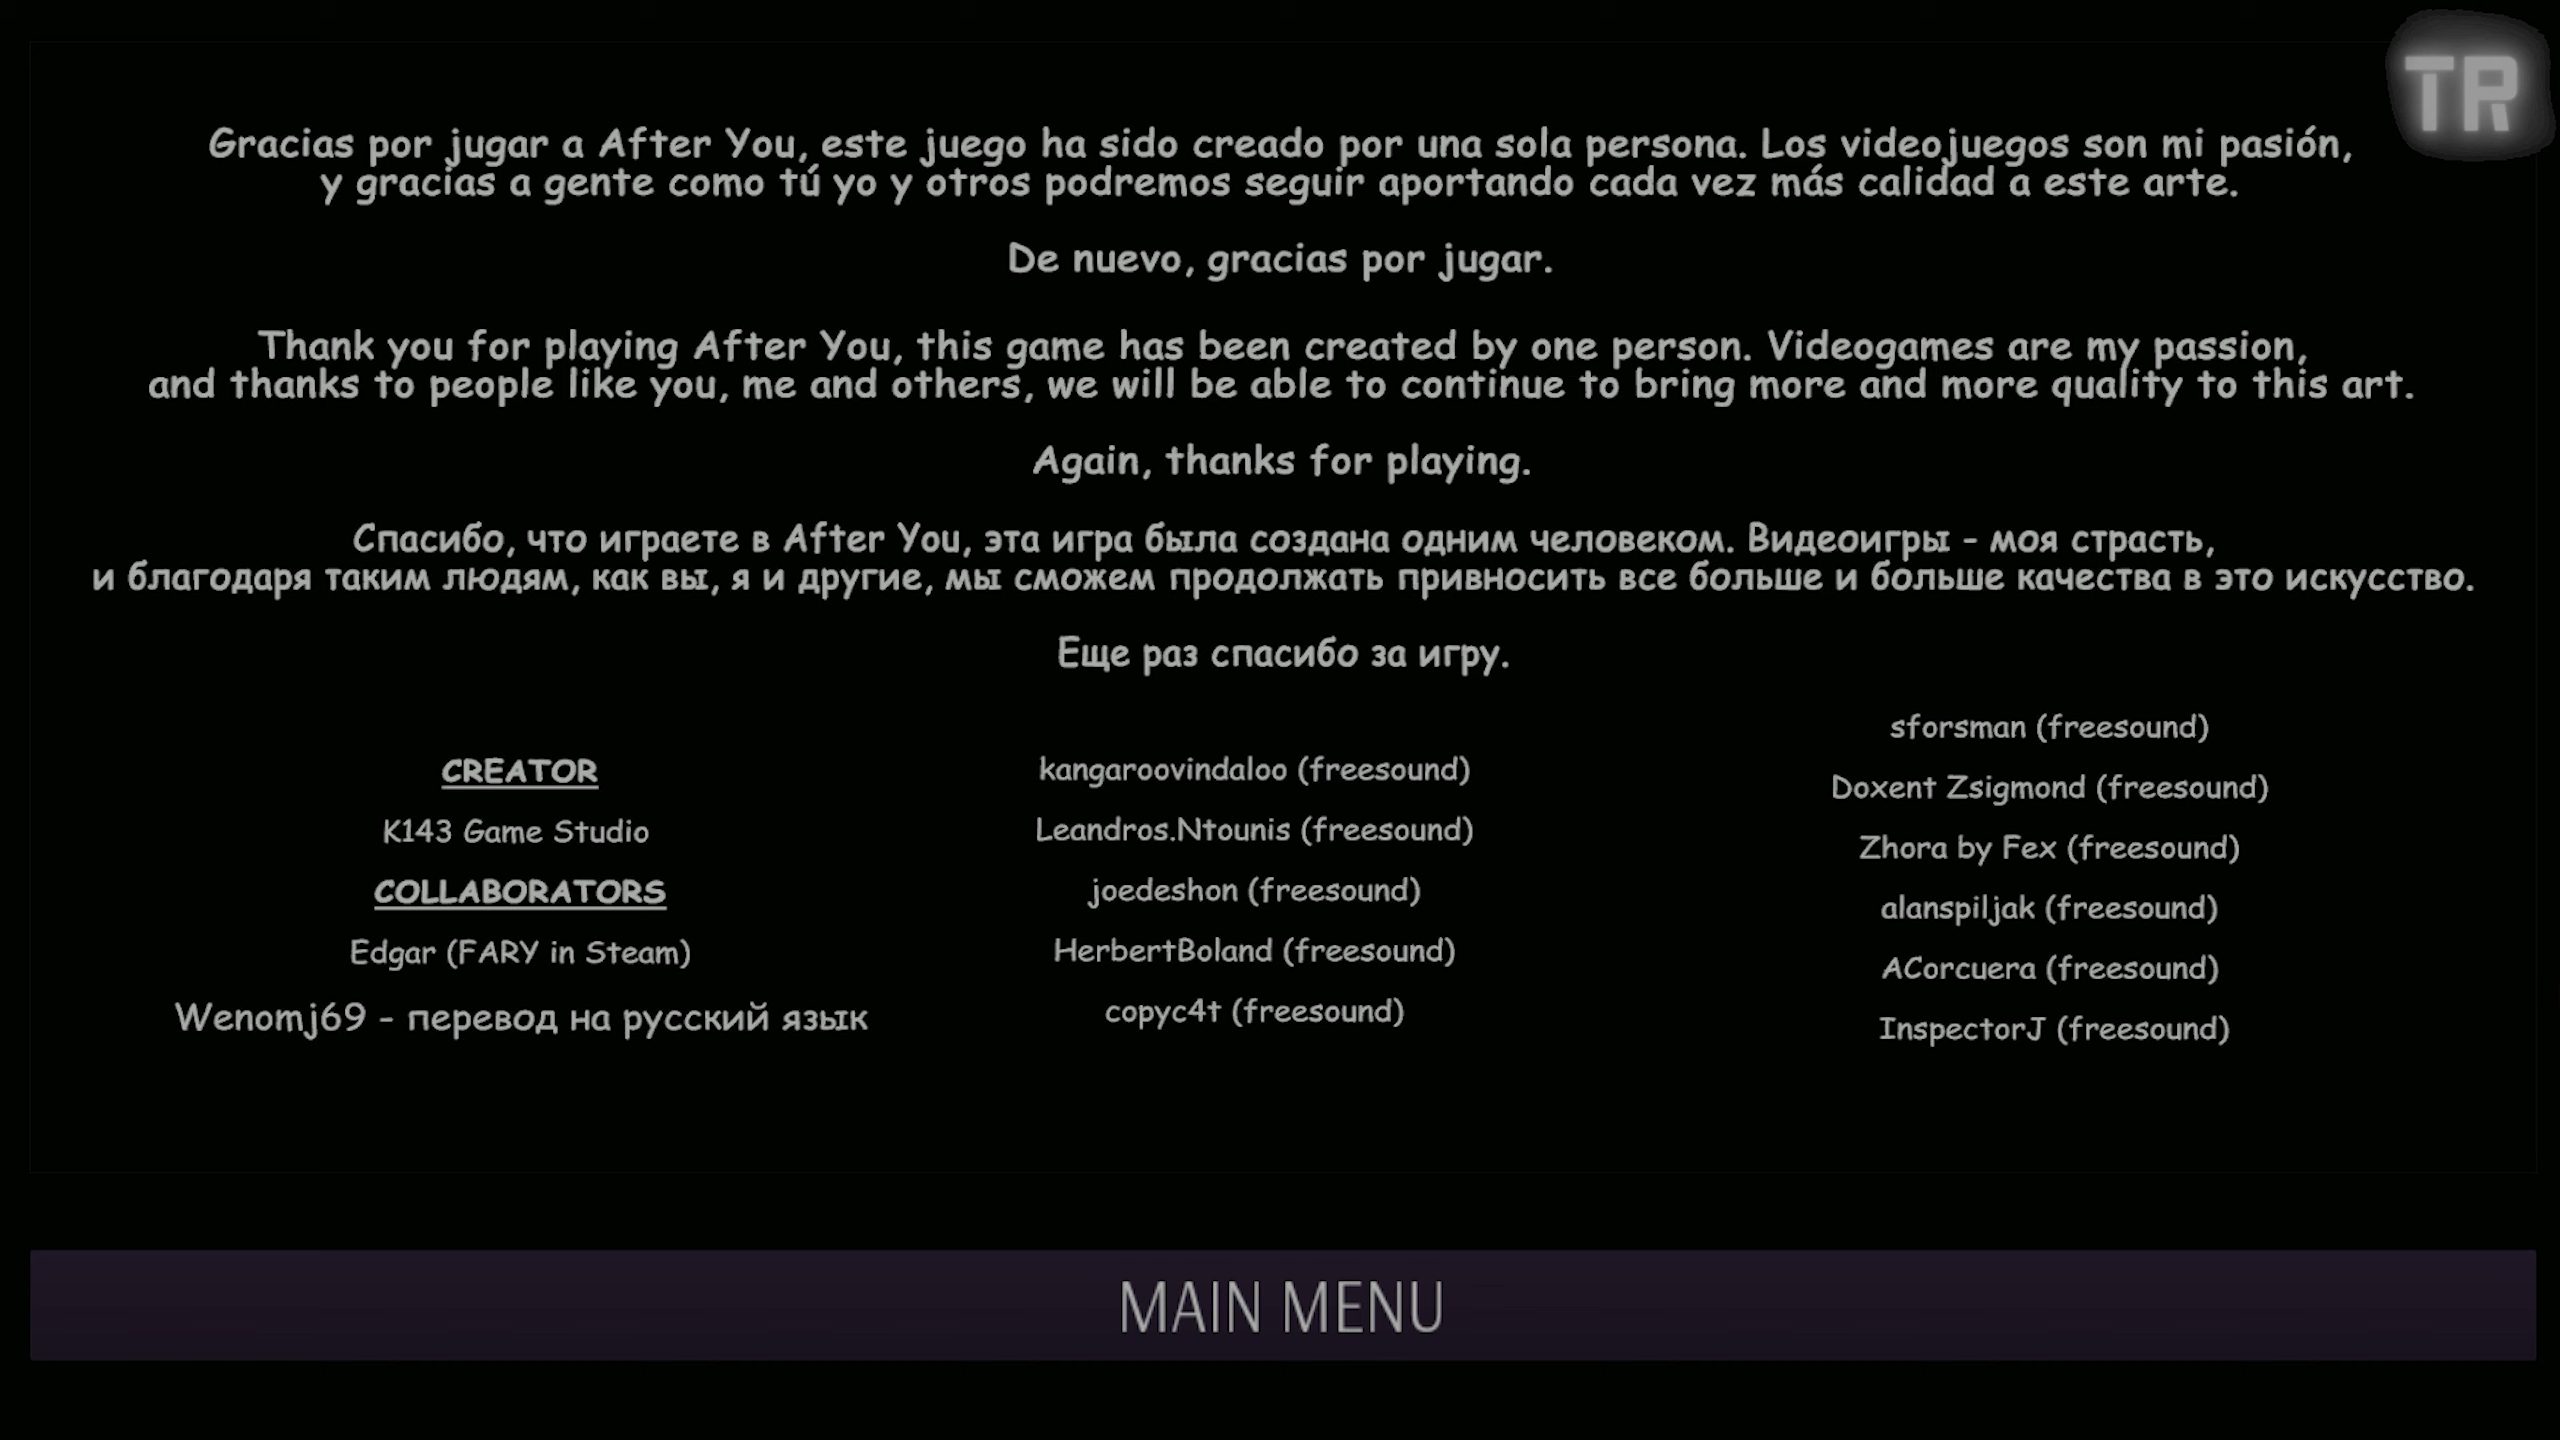 TR
Gracias por jugar a After You, este juego ha sido creado por una sola persona. Los videojuegos son mi pasión,
y gracias a gente como tú yo y otros podremos seguir aportando cada vez más calidad a este arte.
De nuevo, gracias por jugar.
Thank you for playing After You, this game has been created by one person. Videogames are my passion,
and thanks to people like you, me and others, we will be able to continue to bring more and more quality to this art.
Again, thanks for playing.
Спасибо, что играете в After You, эта игра была создана одним человеком. Видеоигры - моя страсть,
и благодаря таким людям, как вы, я и другие, мы сможем продолжать привносить все больше и больше качества в это искусство.
Еще раз спасибо за игру.
CREATOR
K143 Game Studio
COLLABORATORS
Edgar (FARY in Steam)
Wenomj69 - перевод на русский язык
kangaroovindaloo (freesound)
Leandros.Ntounis (freesound)
joedeshon (freesound)
HerbertBoland (freesound)
copyc4t (freesound)
sforsman (freesound)
Doxent Zsigmond (freesound)
Zhora by Fex (freesound)
alanspiljak (freesound)
ACorcuera (freesound)
InspectorJ (freesound)
MAIN MENU